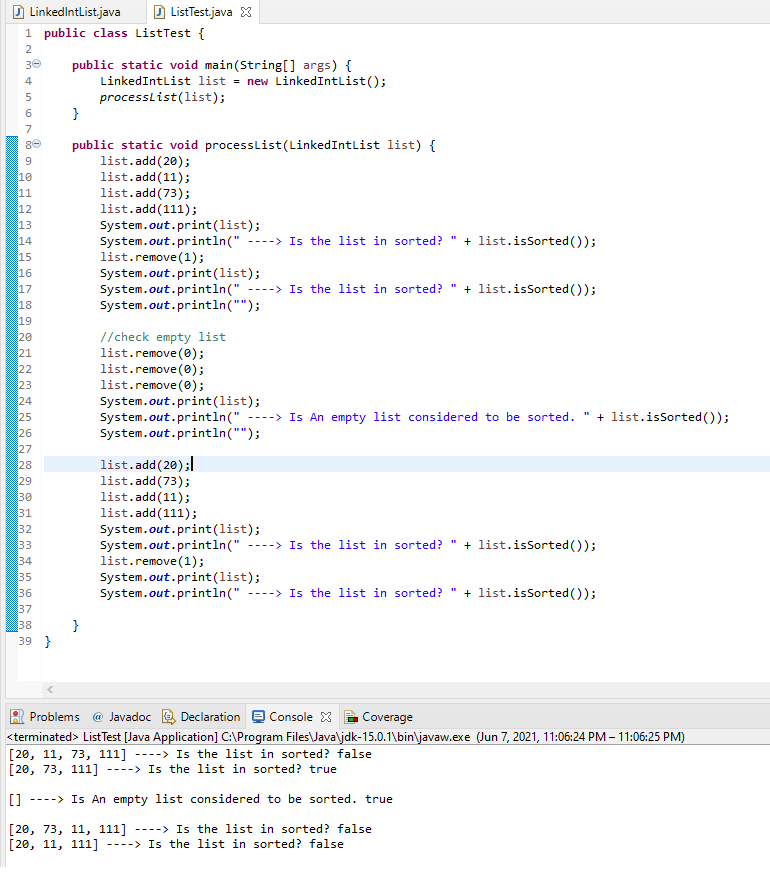 LinkedIntList.java ListTest.java
1 public class ListTest {
2
3 public static void main(String[] args) {
4 LinkedIntList list = new LinkedIntList();
5 processList(list);
6 }
7
8 public static void processList(LinkedIntList list) {
9 list.add(20);
10 list.add(11);
11 list.add(73);
12 list.add(111);
13 System.out.print(list);
14 System.out.println(" ----> Is the list in sorted? " + list.isSorted());
15 list.remove(1);
16 System.out.print(list);
17 System.out.println(" ----> Is the list in sorted? " + list.isSorted());
18 System.out.println("");
19
20 //check empty list
21 list.remove(0);
22 list.remove(0);
23 list.remove(0);
24 System.out.print(list);
25 System.out.println(" ----> Is An empty list considered to be sorted. " + list.isSorted());
26 System.out.println("");
27
28 list.add(20);
29 list.add(73);
30 list.add(11);
31 list.add(111);
32 System.out.print(list);
33 System.out.println(" ----> Is the list in sorted? " + list.isSorted());
34 list.remove(1);
35 System.out.print(list);
36 System.out.println(" ----> Is the list in sorted? " + list.isSorted());
37
38 }
39 }
Problems @ Javadoc Declaration Console Coverage
<terminated> ListTest [Java Application] C:\Program Files\Java\jdk-15.0.1\bin\javaw.exe (Jun 7, 2021, 11:06:24 PM – 11:06:25 PM)
[20, 11, 73, 111] ----> Is the list in sorted? false
[20, 73, 111] ----> Is the list in sorted? true
[] ----> Is An empty list considered to be sorted. true
[20, 73, 11, 111] ----> Is the list in sorted? false
[20, 11, 111] ----> Is the list in sorted? false